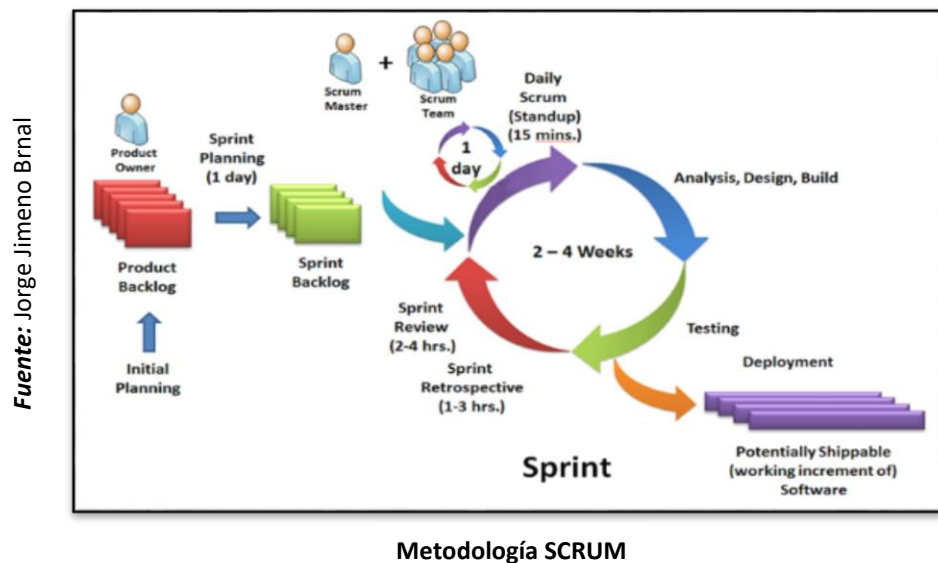 Fuente: Jorge Jimeno Brnal
Scrum
Master
+
Scrum
Team
Daily
Scrum
(Standup)
(15 mins.)
1
day
Product
Owner
Sprint
Planning
(1 day)
Analysis, Design, Build
2 – 4 Weeks
Product
Backlog
Sprint
Backlog
Initial
Planning
Sprint
Review
(2-4 hrs.)
Sprint
Retrospective
(1-3 hrs.)
Testing
Deployment
Potentially Shippable
(working increment of)
Software
Sprint
Metodología SCRUM